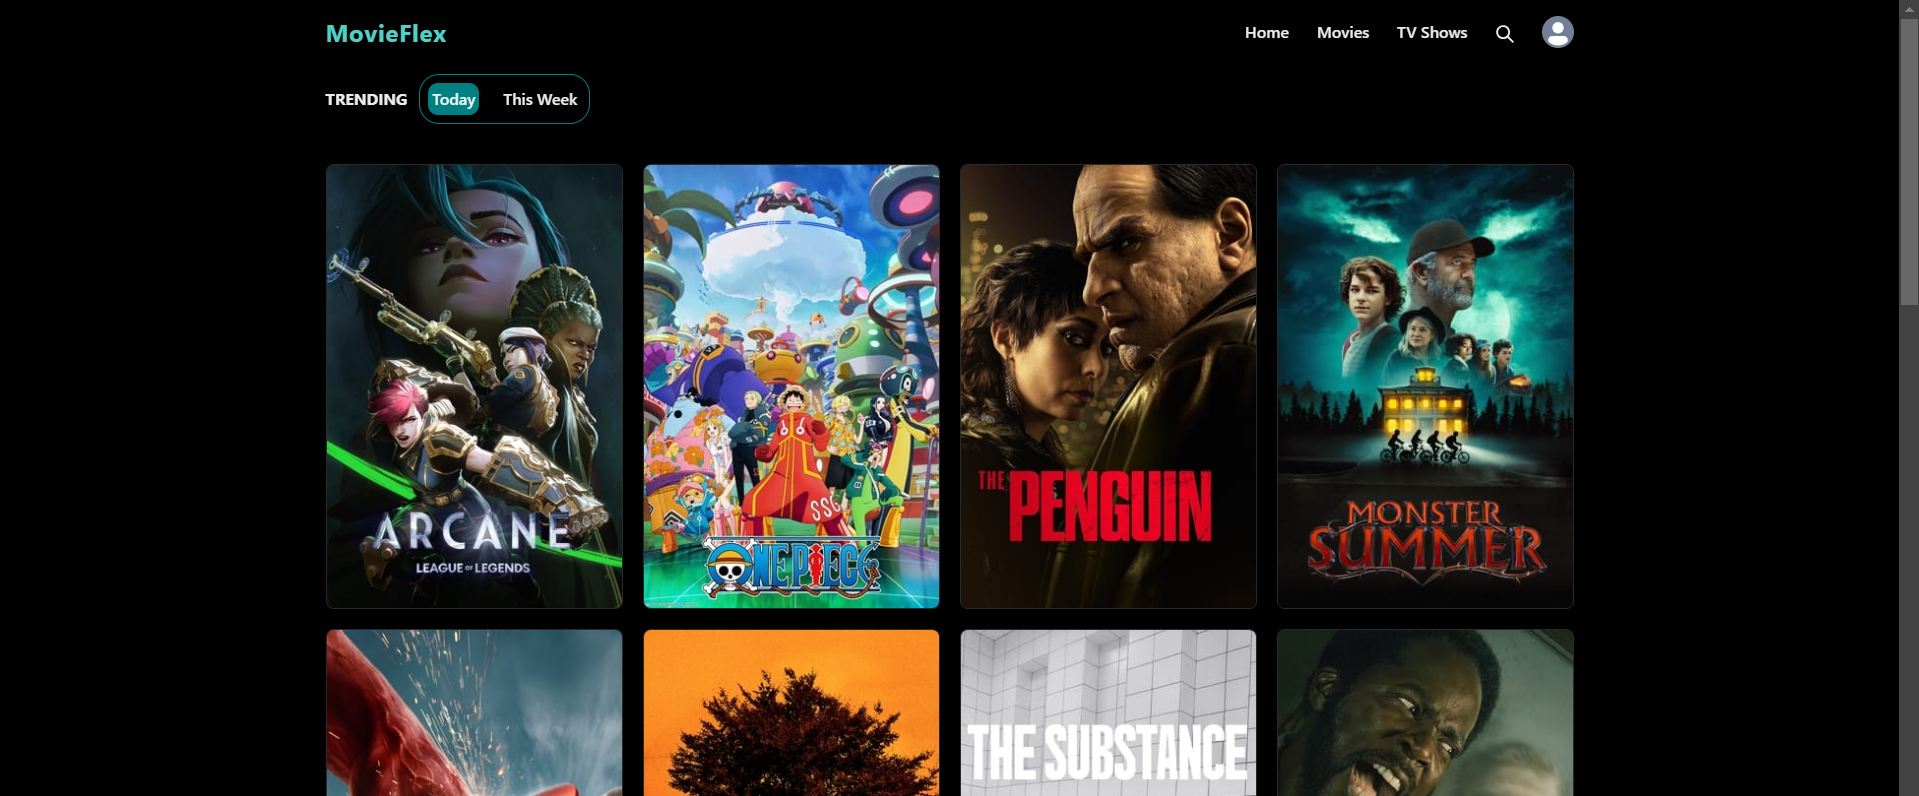 MovieFlex
Home Movies TV Shows
TRENDING Today This Week
ARCANE
LEAGUE OF LEGENDS
SSG
ONE PIECE
THE PENGUIN
MONSTER
SUMMER
THE SUBSTANCE